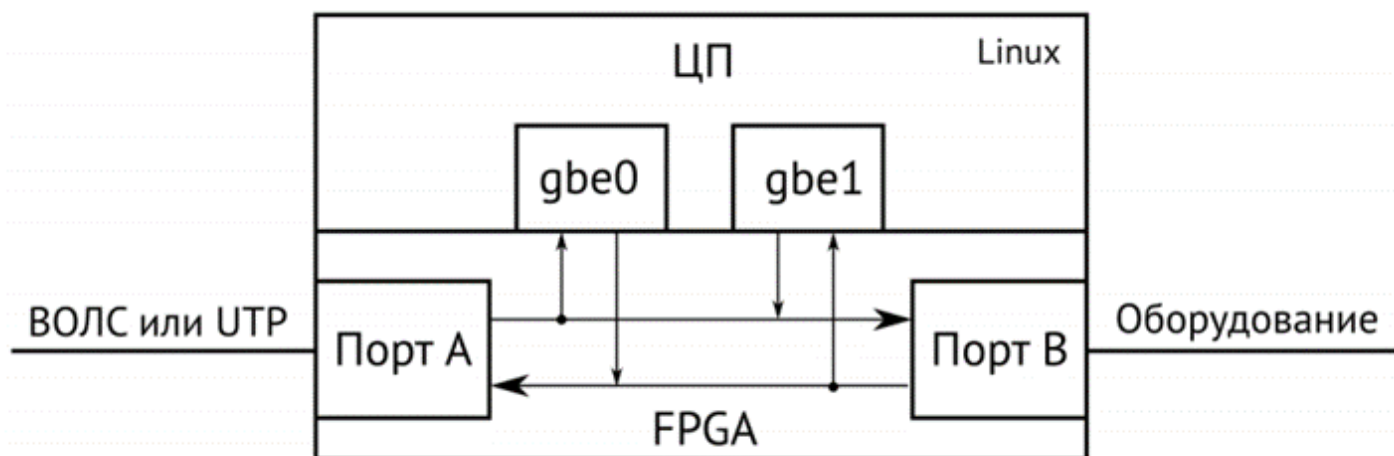 ЦП
Linux
gbe0
gbe1
ВОЛС или UTP
Порт A
Порт B
Оборудование
FPGA